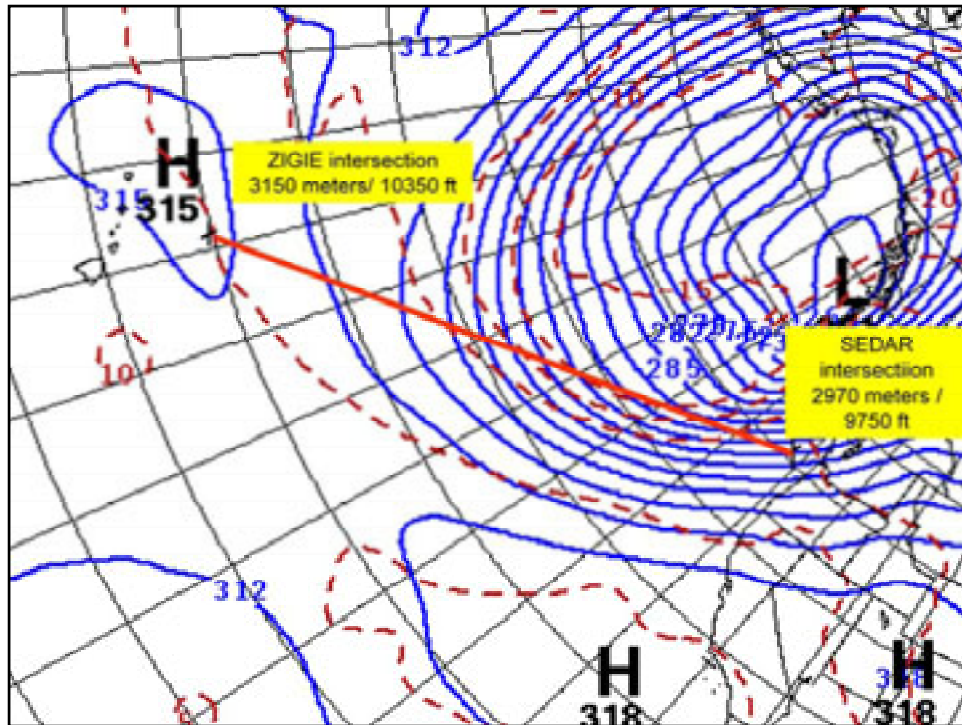 312
-10
H
ZIGIE intersection
3150 meters/ 10350 ft
315
315
-20
L
-15
285
SEDAR
intersectiion
2970 meters /
9750 ft
10
312
H
318
H
318